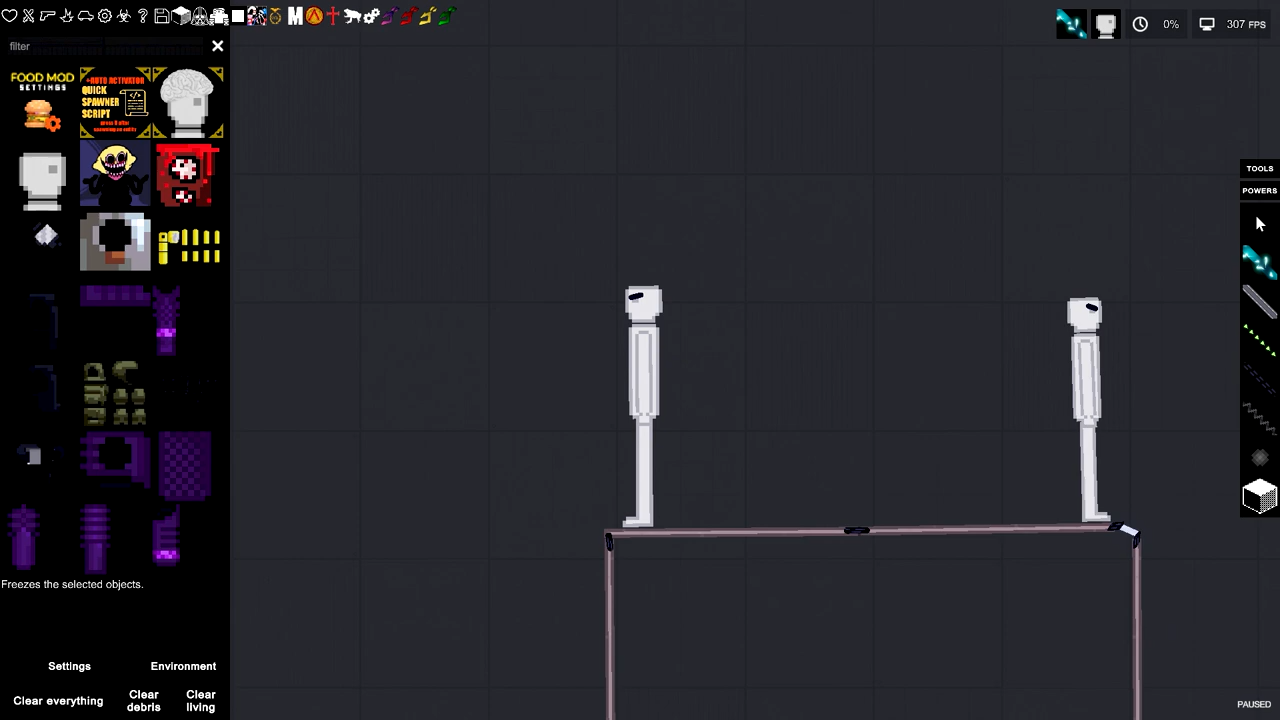 filter
0%
307 FPS
FOOD MOD
SETTINGS
+AUTO ACTIVATOR
QUICK
SPAWNER
SCRIPT
TOOLS
POWERS
Freezes the selected objects.
Settings
Environment
Clear everything
Clear debris
Clear living
PAUSED